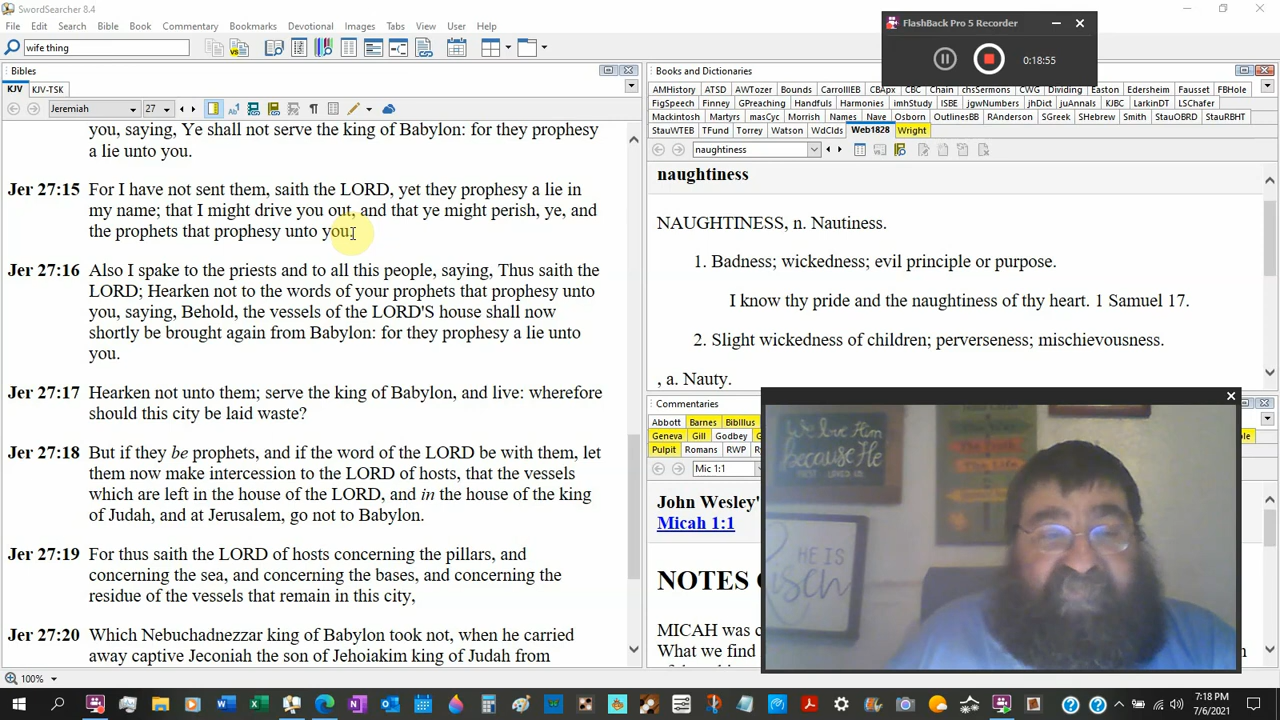 SwordSearcher 8.4
File Edit Search Bible Book Commentary Bookmarks Devotional Images Tabs View User Help
wife thing
FlashBack Pro 5 Recorder
0:18:55
Bibles
KJV KJV-TSK
Jeremiah 27
you, saying, Ye shall not serve the king of Babylon: for they prophesy
a lie unto you.
Jer 27:15 For I have not sent them, saith the LORD, yet they prophesy a lie in
my name; that I might drive you out, and that ye might perish, ye, and
the prophets that prophesy unto you.
Jer 27:16 Also I spake to the priests and to all this people, saying, Thus saith the
LORD; Hearken not to the words of your prophets that prophesy unto
you, saying, Behold, the vessels of the LORD'S house shall now
shortly be brought again from Babylon: for they prophesy a lie unto
you.
Jer 27:17 Hearken not unto them; serve the king of Babylon, and live: wherefore
should this city be laid waste?
Jer 27:18 But if they be prophets, and if the word of the LORD be with them, let
them now make intercession to the LORD of hosts, that the vessels
which are left in the house of the LORD, and in the house of the king
of Judah, and at Jerusalem, go not to Babylon.
Jer 27:19 For thus saith the LORD of hosts concerning the pillars, and
concerning the sea, and concerning the bases, and concerning the
residue of the vessels that remain in this city,
Jer 27:20 Which Nebuchadnezzar king of Babylon took not, when he carried
away captive Jeconiah the son of Jehoiakim king of Judah from
100%
Books and Dictionaries
AMHistory ATSD AWTozer Bounds CarrollIEB CBApx CBC Chain chsSermons CWG Dividing Easton Edersheim Fausset FBHole
FigSpeech Finney GPreaching Handfuls Harmonies imhStudy ISBE jgwNumbers jhDict juAnnals KJBC LarkinDT LSChafer
Mackintosh Martyrs masCyc Morrish Names Nave Osborn OutlinesBB RAnderson SGreek SHebrew Smith StauOBRD StauRBHT
StauWTEB TFund Torrey Watson WdClds Web1828 Wright
naughtiness
naughtiness
NAUGHTINESS, n. Nautiness.
1. Badness; wickedness; evil principle or purpose.
I know thy pride and the naughtiness of thy heart. 1 Samuel 17.
2. Slight wickedness of children; perverseness; mischievousness.
, a. Nauty.
Commentaries
Abbott Barnes
Geneva Gill Godbey
Pulpit Romans RWP
Mic 1:1
John Wesley'
Micah 1:1
NOTES
MICAH was
What we find
We love Him
because He
FIRST LOVED US
HE IS
Risen
7:18 PM
7/6/2021